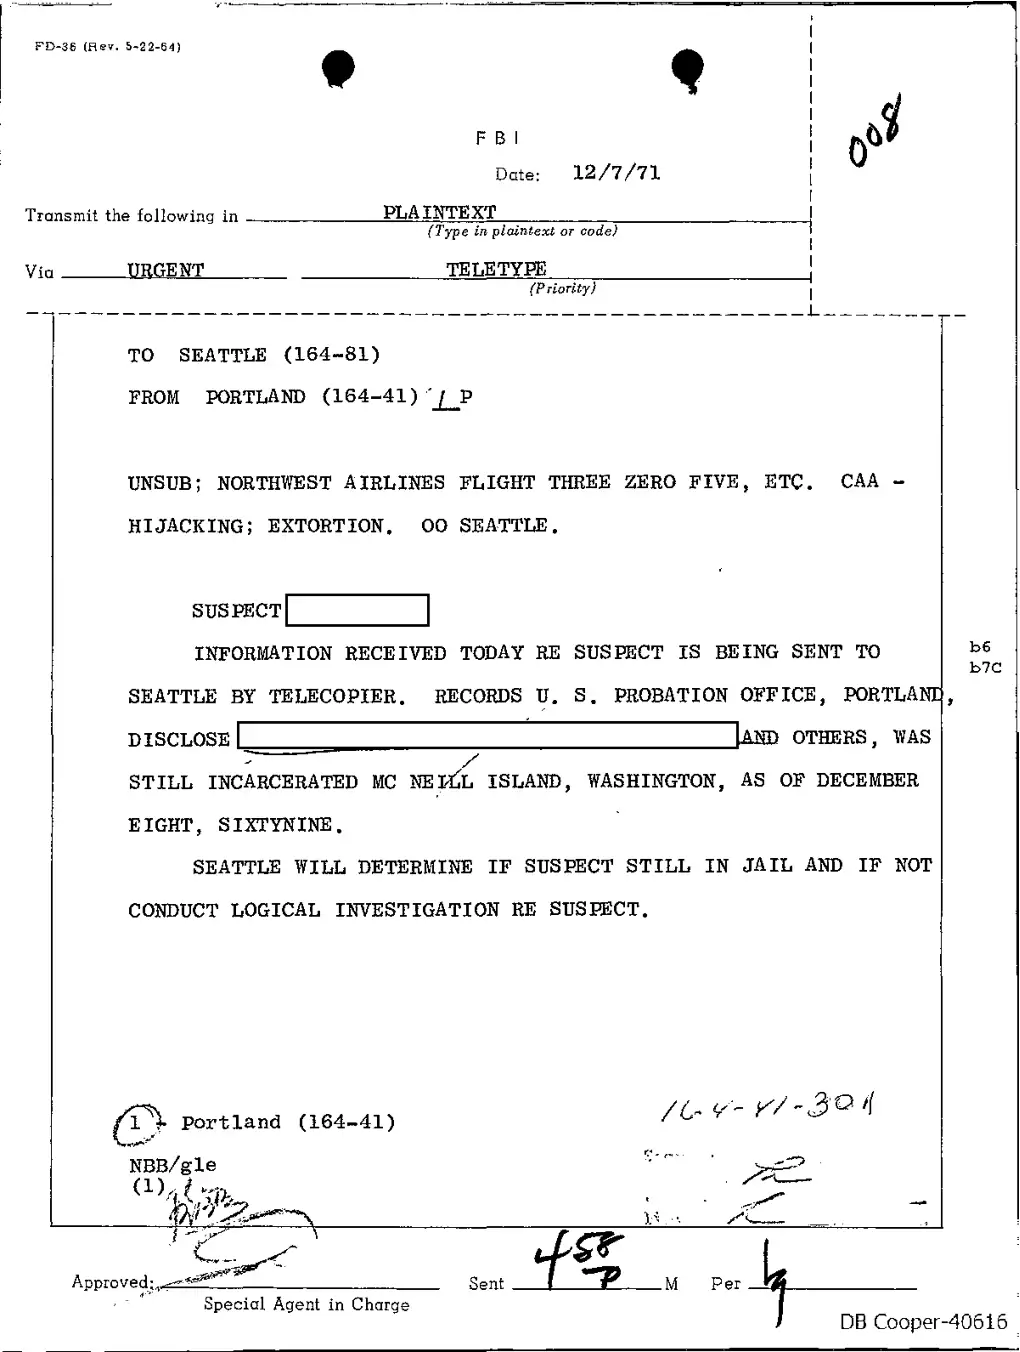 FD-36 (Rev. 5-22-64)
008
F B I
Date: 12/7/71
Transmit the following in PLAINTEXT
(Type in plaintext or code)
Via URGENT TELETYPE
(Priority)
TO SEATTLE (164-81)
FROM PORTLAND (164-41) 1 P
UNSUB; NORTHWEST AIRLINES FLIGHT THREE ZERO FIVE, ETC. CAA -
HIJACKING; EXTORTION. OO SEATTLE.
SUSPECT
INFORMATION RECEIVED TODAY RE SUSPECT IS BEING SENT TO
b6
b7C
SEATTLE BY TELECOPIER. RECORDS U. S. PROBATION OFFICE, PORTLAND,
DISCLOSE AND OTHERS, WAS
STILL INCARCERATED MC NEILL ISLAND, WASHINGTON, AS OF DECEMBER
EIGHT, SIXTYNINE.
SEATTLE WILL DETERMINE IF SUSPECT STILL IN JAIL AND IF NOT
CONDUCT LOGICAL INVESTIGATION RE SUSPECT.
1 - Portland (164-41)
164-41-301
NBB/gle
(1)
Approved: Sent 458 P M Per
Special Agent in Charge
DB Cooper-40616